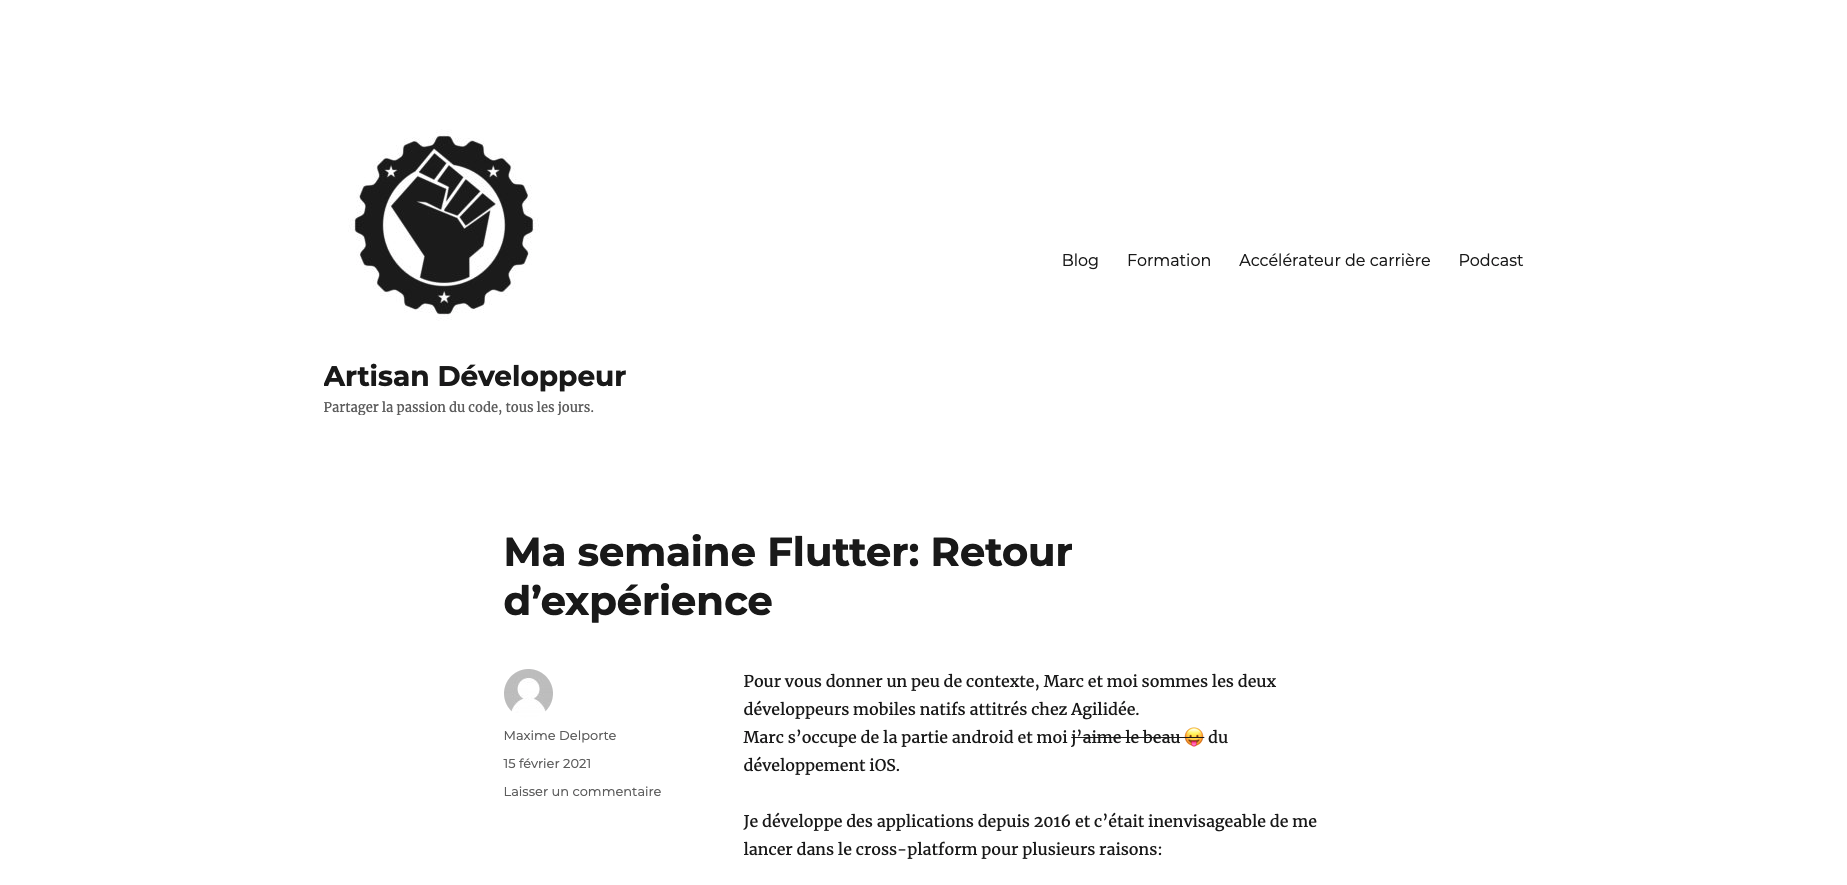 Blog Formation Accélérateur de carrière Podcast
Artisan Développeur
Partager la passion du code, tous les jours.
Ma semaine Flutter: Retour
d’expérience
Maxime Delporte
15 février 2021
Laisser un commentaire
Pour vous donner un peu de contexte, Marc et moi sommes les deux
développeurs mobiles natifs attitrés chez Agilidée.
Marc s’occupe de la partie android et moi j’aime le beau 😛 du
développement iOS.
Je développe des applications depuis 2016 et c’était inenvisageable de me
lancer dans le cross-platform pour plusieurs raisons: